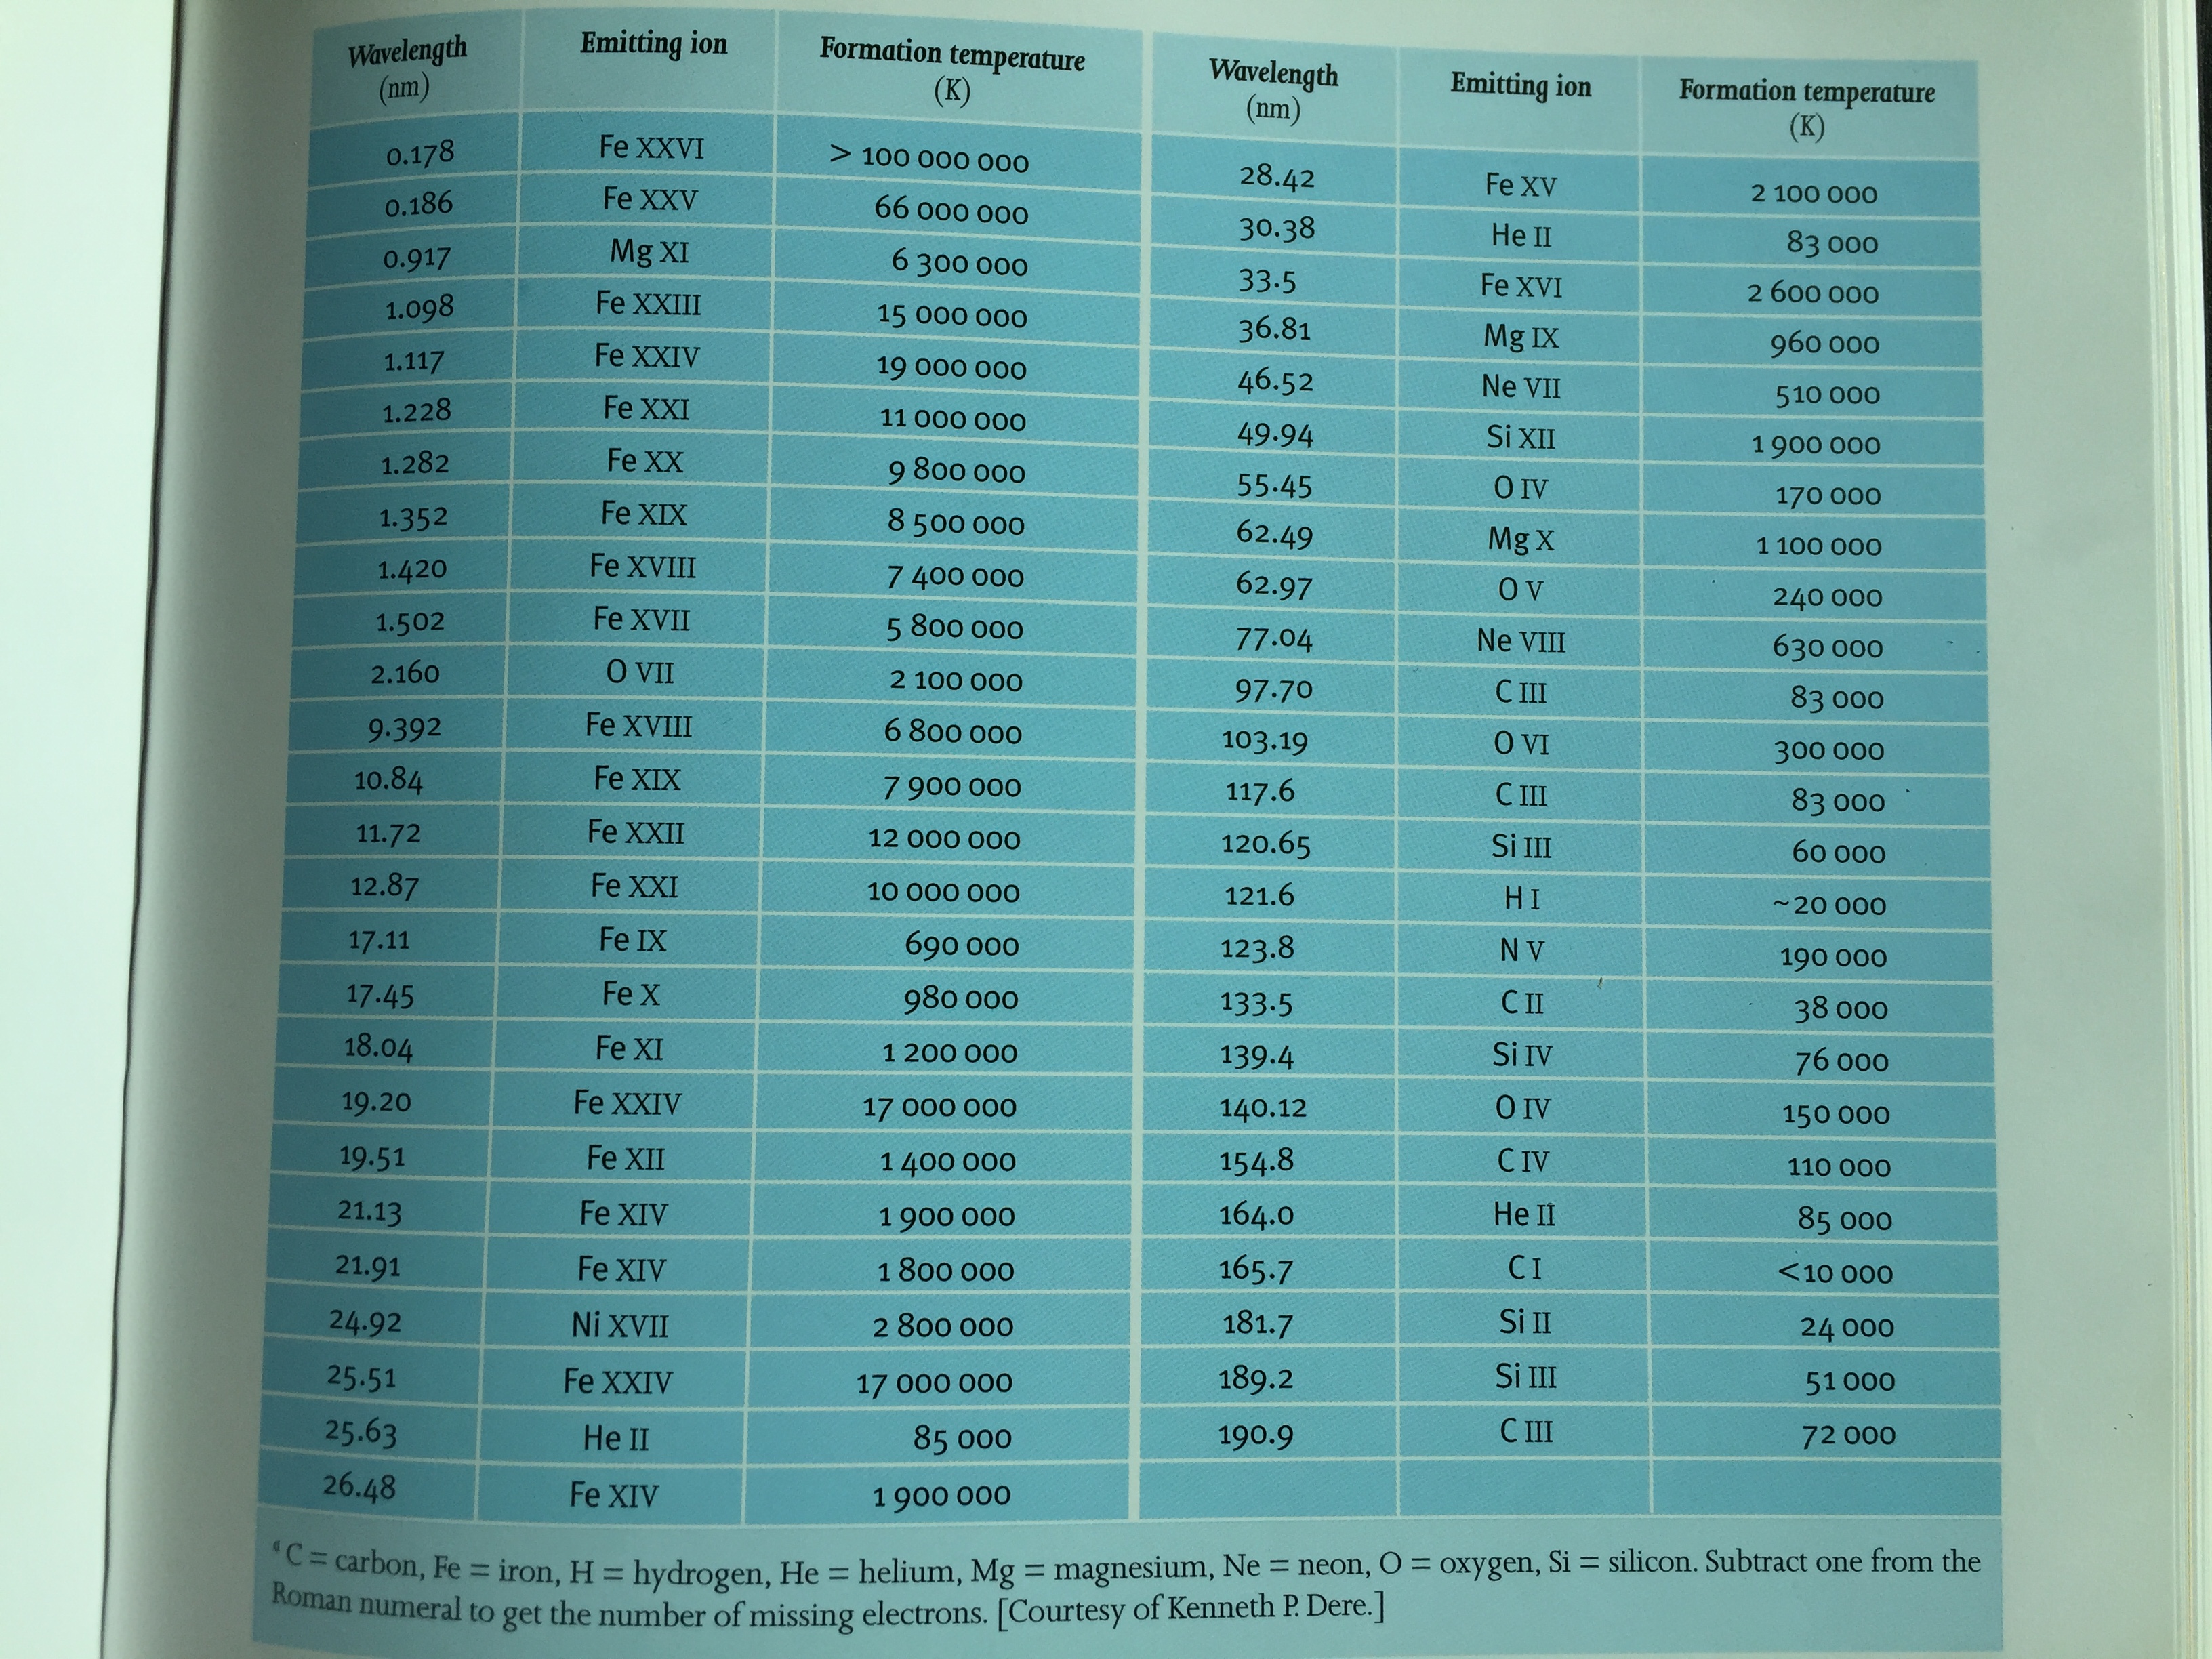 Wavelength (nm) Emitting ion Formation temperature (K)
0.178 Fe XXVI > 100 000 000
0.186 Fe XXV 66 000 000
0.917 Mg XI 6 300 000
1.098 Fe XXIII 15 000 000
1.117 Fe XXIV 19 000 000
1.228 Fe XXI 11 000 000
1.282 Fe XX 9 800 000
1.352 Fe XIX 8 500 000
1.420 Fe XVIII 7 400 000
1.502 Fe XVII 5 800 000
2.160 O VII 2 100 000
9.392 Fe XVIII 6 800 000
10.84 Fe XIX 7 900 000
11.72 Fe XXII 12 000 000
12.87 Fe XXI 10 000 000
17.11 Fe IX 690 000
17.45 Fe X 980 000
18.04 Fe XI 1 200 000
19.20 Fe XXIV 17 000 000
19.51 Fe XII 1 400 000
21.13 Fe XIV 1 900 000
21.91 Fe XIV 1 800 000
24.92 Ni XVII 2 800 000
25.51 Fe XXIV 17 000 000
25.63 He II 85 000
26.48 Fe XIV 1 900 000
Wavelength (nm) Emitting ion Formation temperature (K)
28.42 Fe XV 2 100 000
30.38 He II 83 000
33.5 Fe XVI 2 600 000
36.81 Mg IX 960 000
46.52 Ne VII 510 000
49.94 Si XII 1 900 000
55.45 O IV 170 000
62.49 Mg X 1 100 000
62.97 O V 240 000
77.04 Ne VIII 630 000
97.70 C III 83 000
103.19 O VI 300 000
117.6 C III 83 000
120.65 Si III 60 000
121.6 H I ~20 000
123.8 N V 190 000
133.5 C II 38 000
139.4 Si IV 76 000
140.12 O IV 150 000
154.8 C IV 110 000
164.0 He II 85 000
165.7 C I <10 000
181.7 Si II 24 000
189.2 Si III 51 000
190.9 C III 72 000
a C = carbon, Fe = iron, H = hydrogen, He = helium, Mg = magnesium, Ne = neon, O = oxygen, Si = silicon. Subtract one from the
Roman numeral to get the number of missing electrons. [Courtesy of Kenneth P. Dere.]